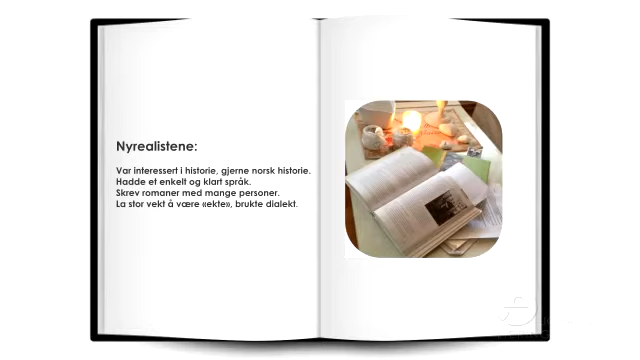 Nyrealistene:
Var interessert i historie, gjerne norsk historie.
Hadde et enkelt og klart språk.
Skrev romaner med mange personer.
La stor vekt å være «ekte», brukte dialekt.